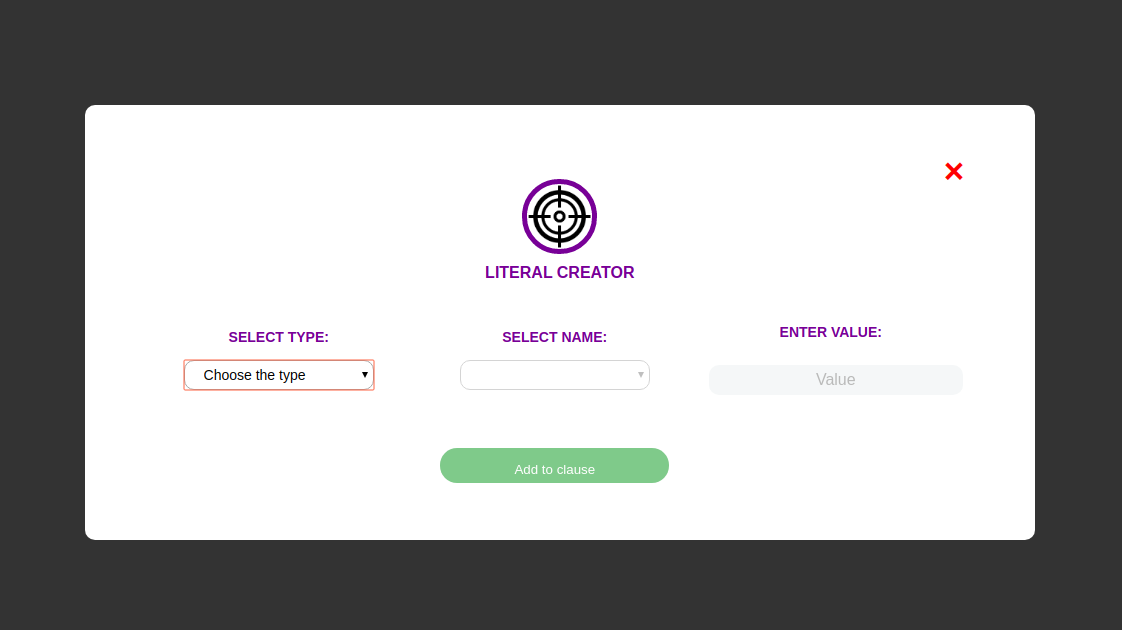 LITERAL CREATOR
SELECT TYPE:
SELECT NAME:
ENTER VALUE:
Choose the type
Value
Add to clause